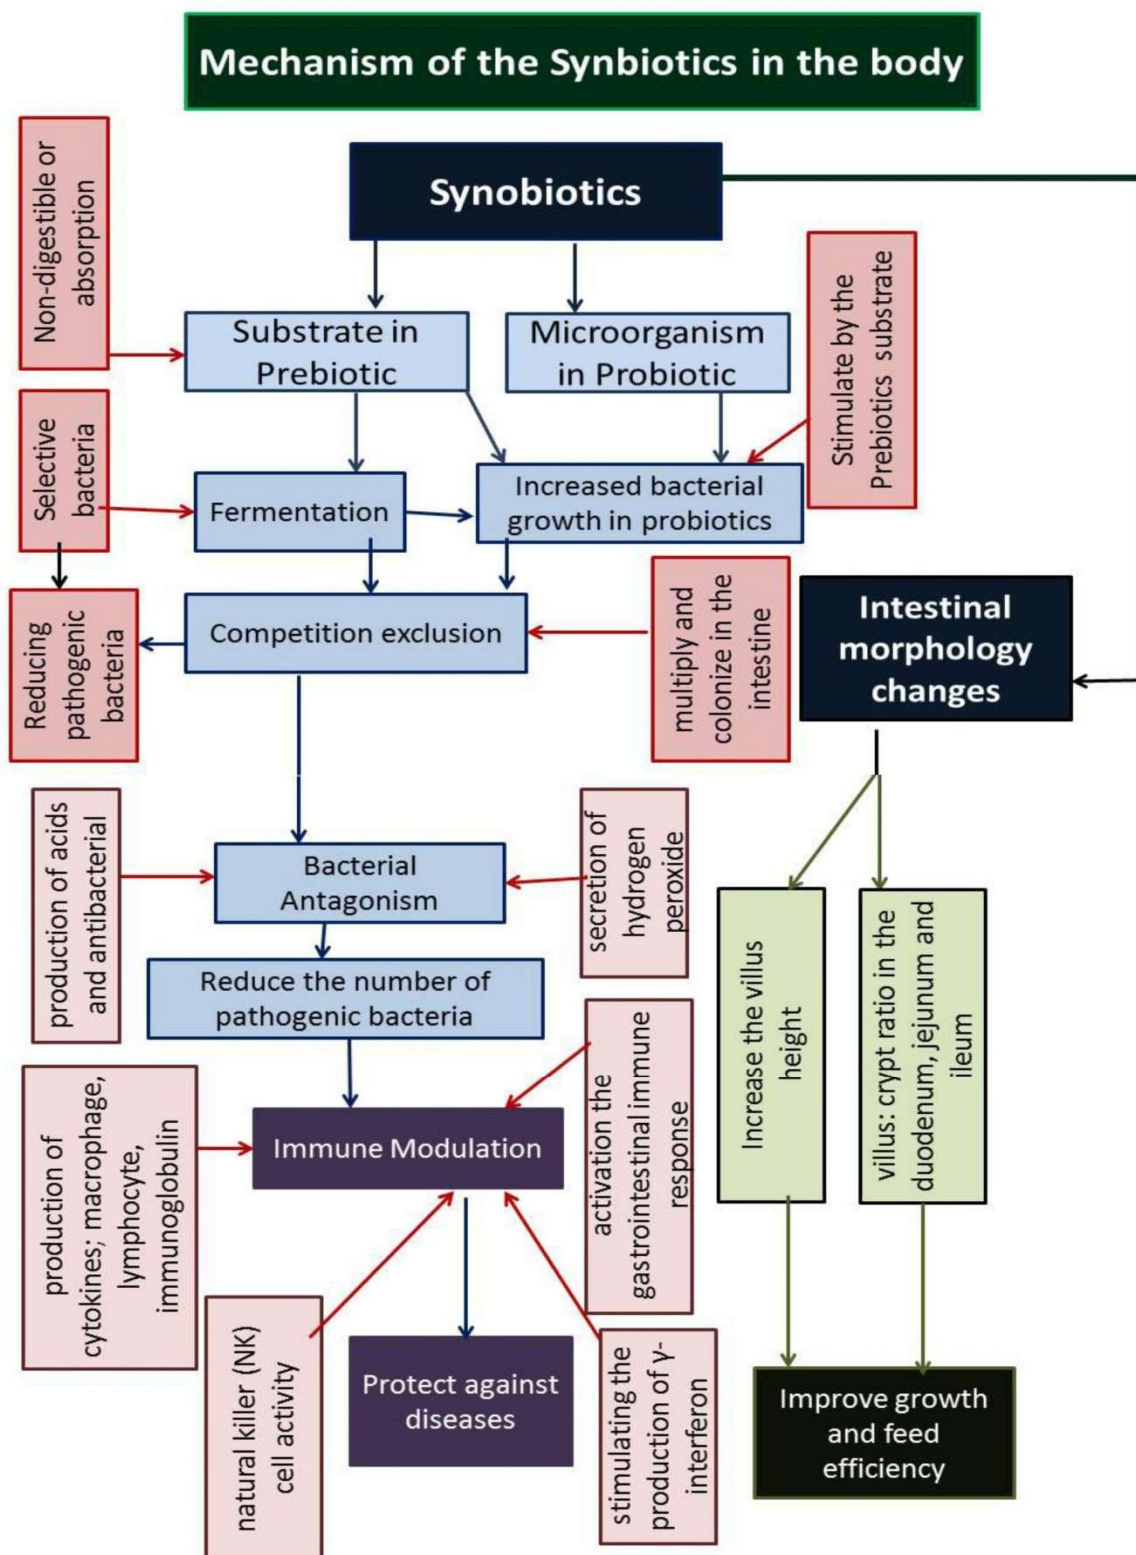 Mechanism of the Synbiotics in the body
Synobiotics
Non-digestible or
absorption
Substrate in
Prebiotic
Microorganism
in Probiotic
Stimulate by the
Prebiotics substrate
Selective
bacteria
Fermentation
Increased bacterial
growth in probiotics
Reducing
pathogenic
bacteria
Competition exclusion
multiply and
colonize in the
intestine
Intestinal
morphology
changes
production of acids
and antibacterial
Bacterial
Antagonism
secretion of
hydrogen
peroxide
Reduce the number of
pathogenic bacteria
Increase the villus
height
villus: crypt ratio in the
duodenum, jejunum and
ileum
production of
cytokines; macrophage,
lymphocyte,
immunoglobulin
Immune Modulation
activation the
gastrointestinal immune
response
natural killer (NK)
cell activity
Protect against
diseases
stimulating the
production of γ-
interferon
Improve growth
and feed
efficiency